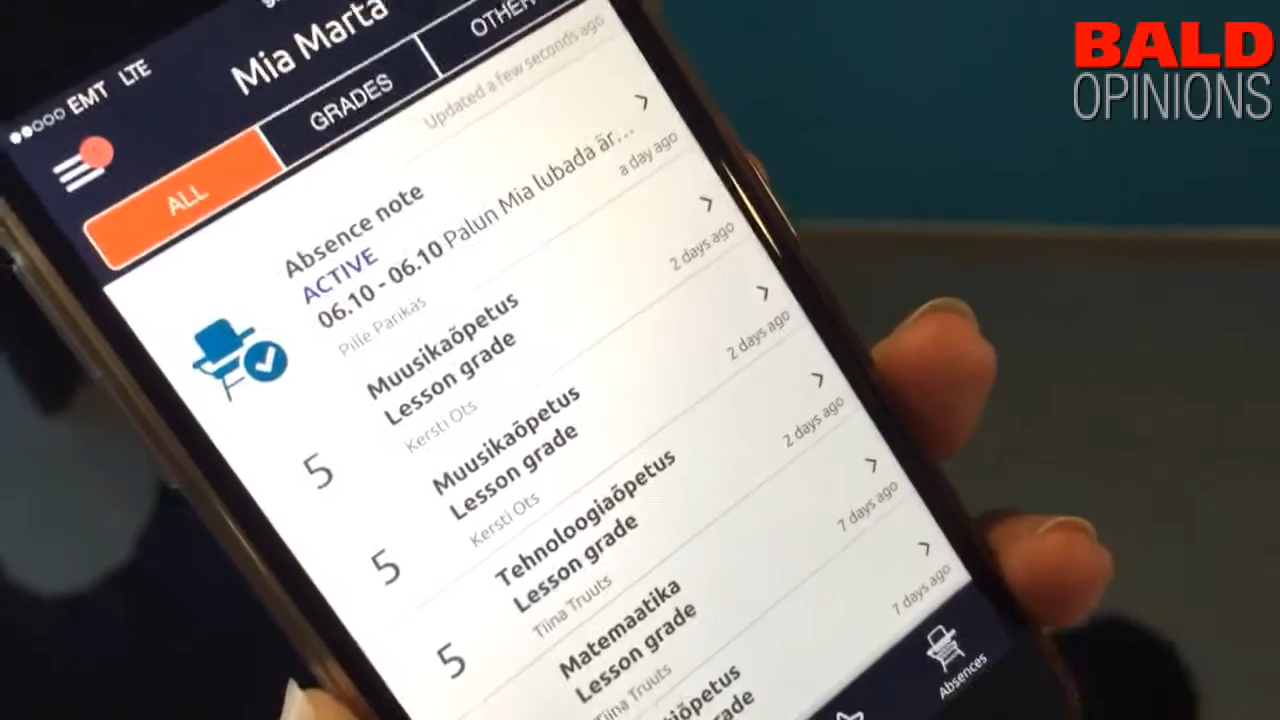 BALD
OPINIONS
EMT LTE
Mia Marta
ALL
GRADES
OTHER
Updated a few seconds ago
Absence note
ACTIVE
06.10 - 06.10 Palun Mia lubada är...
Pille Parikas
a day ago
Muusikaõpetus
Lesson grade
Kersti Ots
2 days ago
5
Muusikaõpetus
Lesson grade
Kersti Ots
2 days ago
5
Tehnoloogiaõpetus
Lesson grade
Tiina Truuts
2 days ago
5
Matemaatika
Lesson grade
Tiina Truuts
7 days ago
7 days ago
Absences